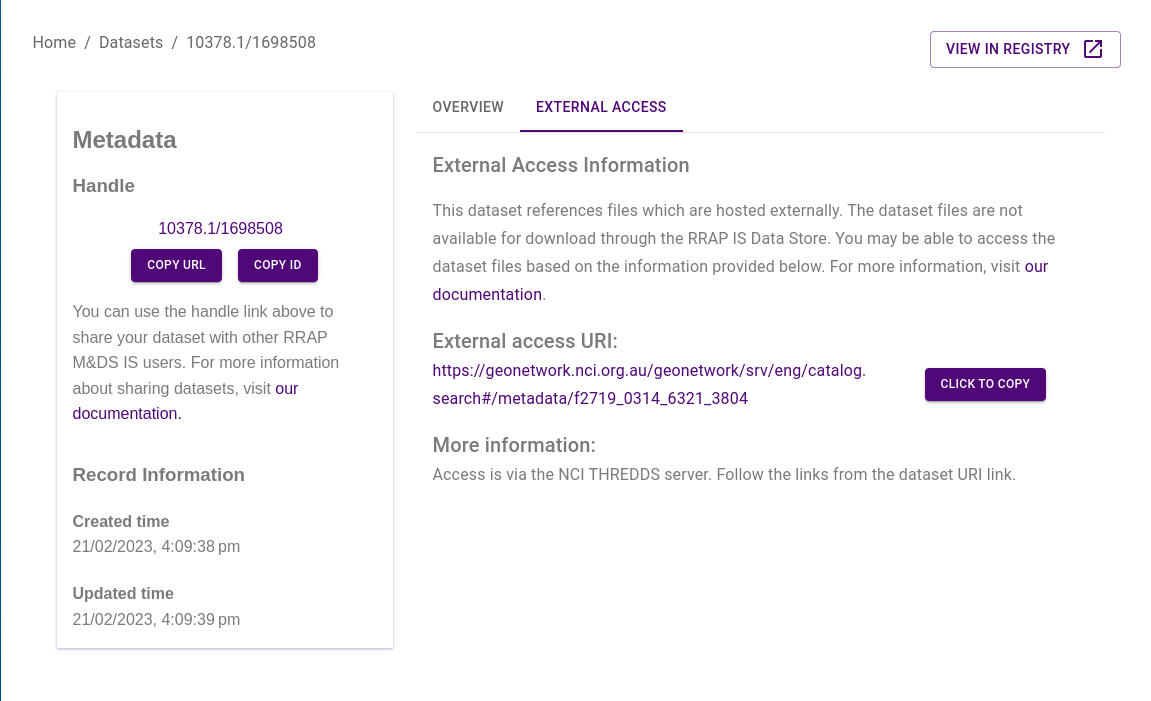 Home / Datasets / 10378.1/1698508
VIEW IN REGISTRY
Metadata
Handle
10378.1/1698508
COPY URL
COPY ID
You can use the handle link above to
share your dataset with other RRAP
M&DS IS users. For more information
about sharing datasets, visit our
documentation.
Record Information
Created time
21/02/2023, 4:09:38 pm
Updated time
21/02/2023, 4:09:39 pm
OVERVIEW
EXTERNAL ACCESS
External Access Information
This dataset references files which are hosted externally. The dataset files are not
available for download through the RRAP IS Data Store. You may be able to access the
dataset files based on the information provided below. For more information, visit our
documentation.
External access URI:
https://geonetwork.nci.org.au/geonetwork/srv/eng/catalog.
search#/metadata/f2719_0314_6321_3804
CLICK TO COPY
More information:
Access is via the NCI THREDDS server. Follow the links from the dataset URI link.